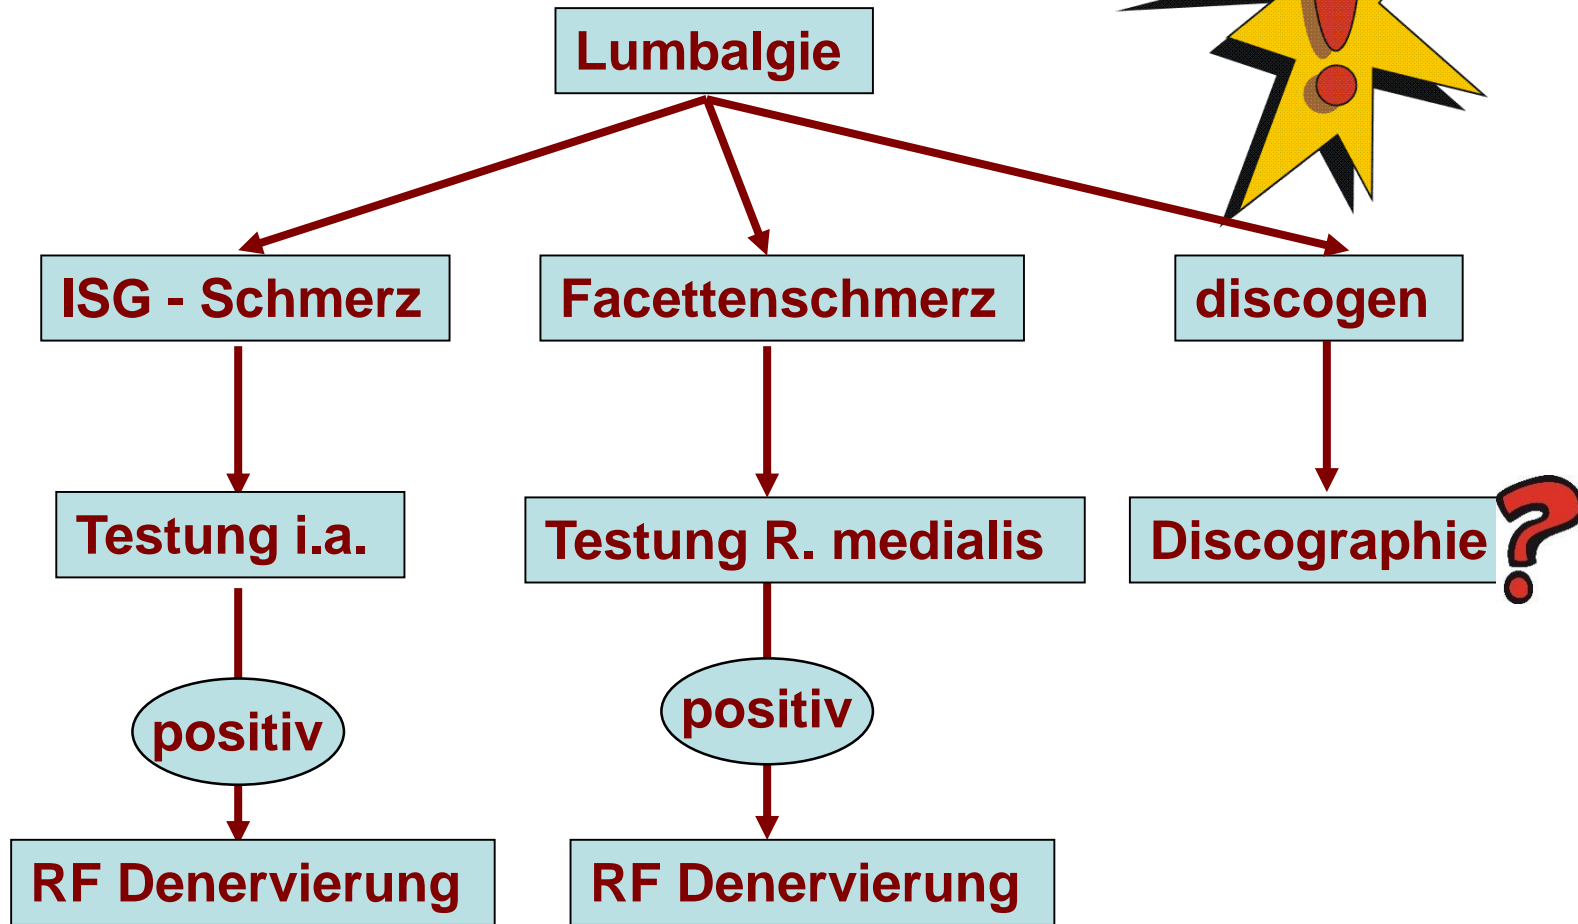 Lumbalgie
ISG - Schmerz
Facettenschmerz
discogen
Testung i.a.
Testung R. medialis
Discographie ?
positiv
positiv
RF Denervierung
RF Denervierung